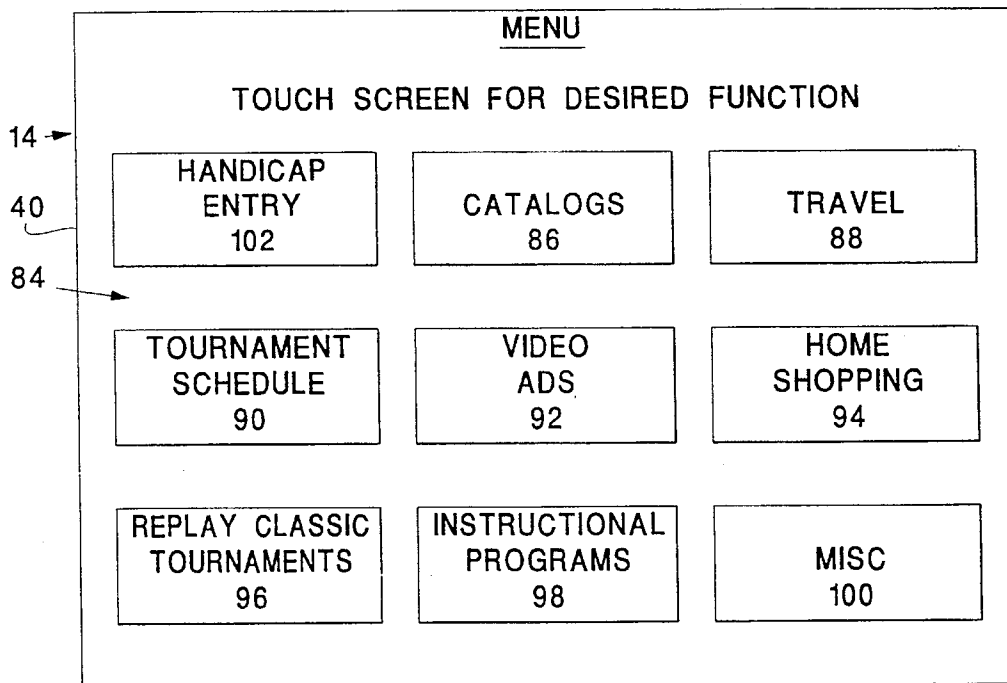 MENU
TOUCH SCREEN FOR DESIRED FUNCTION
14
40
84
HANDICAP
ENTRY
102
CATALOGS
86
TRAVEL
88
TOURNAMENT
SCHEDULE
90
VIDEO
ADS
92
HOME
SHOPPING
94
REPLAY CLASSIC
TOURNAMENTS
96
INSTRUCTIONAL
PROGRAMS
98
MISC
100